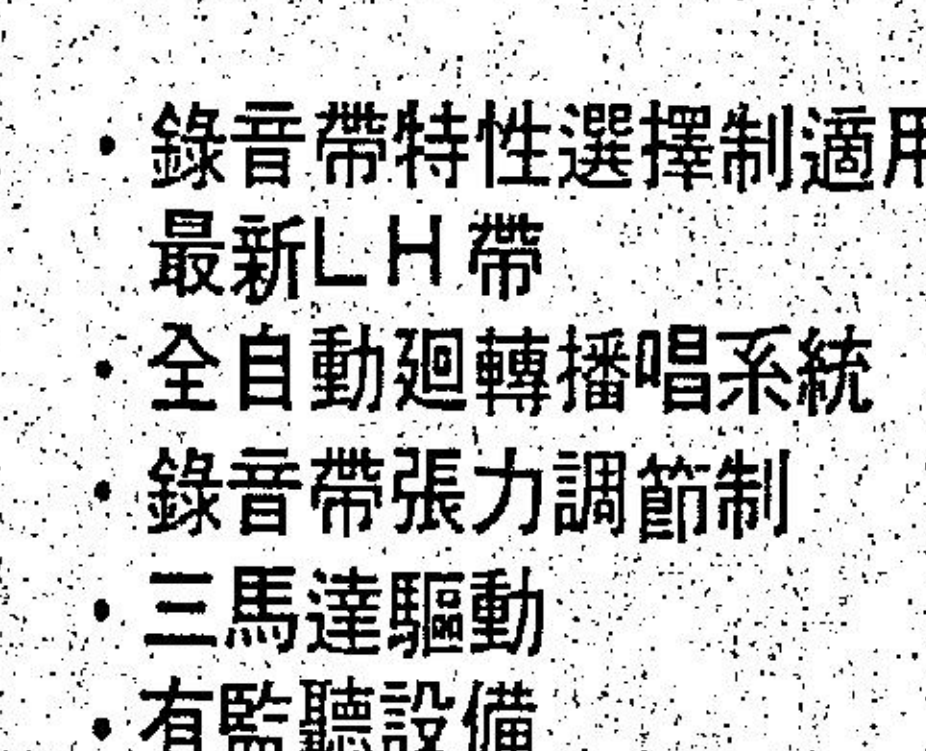 ・錄音帶特性選擇制適用
最新LH帶
・全自動廻轉播唱系統
・錄音帶張力調節制
・三馬達驅動
・有監聽設備